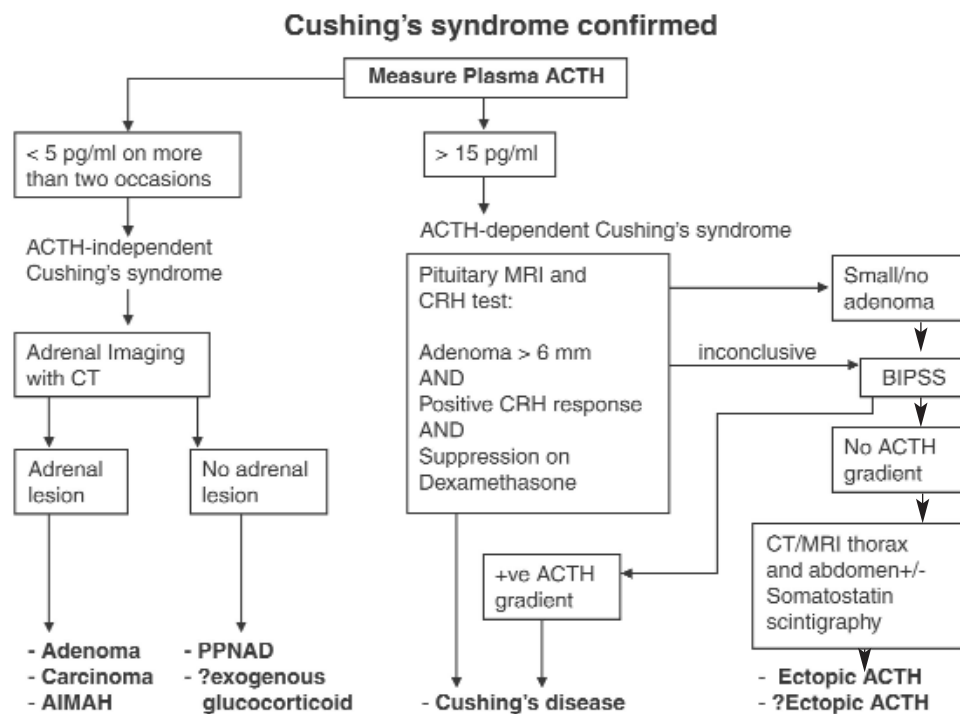 Cushing's syndrome confirmed
Measure Plasma ACTH
< 5 pg/ml on more
than two occasions
> 15 pg/ml
ACTH-independent
Cushing's syndrome
ACTH-dependent Cushing's syndrome
Adrenal Imaging
with CT
Adrenal
lesion
No adrenal
lesion
- Adenoma
- Carcinoma
- AIMAH
- PPNAD
- ?exogenous
glucocorticoid
Pituitary MRI and
CRH test:
Adenoma > 6 mm
AND
Positive CRH response
AND
Suppression on
Dexamethasone
Small/no
adenoma
inconclusive
BIPSS
No ACTH
gradient
+ve ACTH
gradient
CT/MRI thorax
and abdomen+/-
Somatostatin
scintigraphy
- Cushing's disease
- Ectopic ACTH
- ?Ectopic ACTH